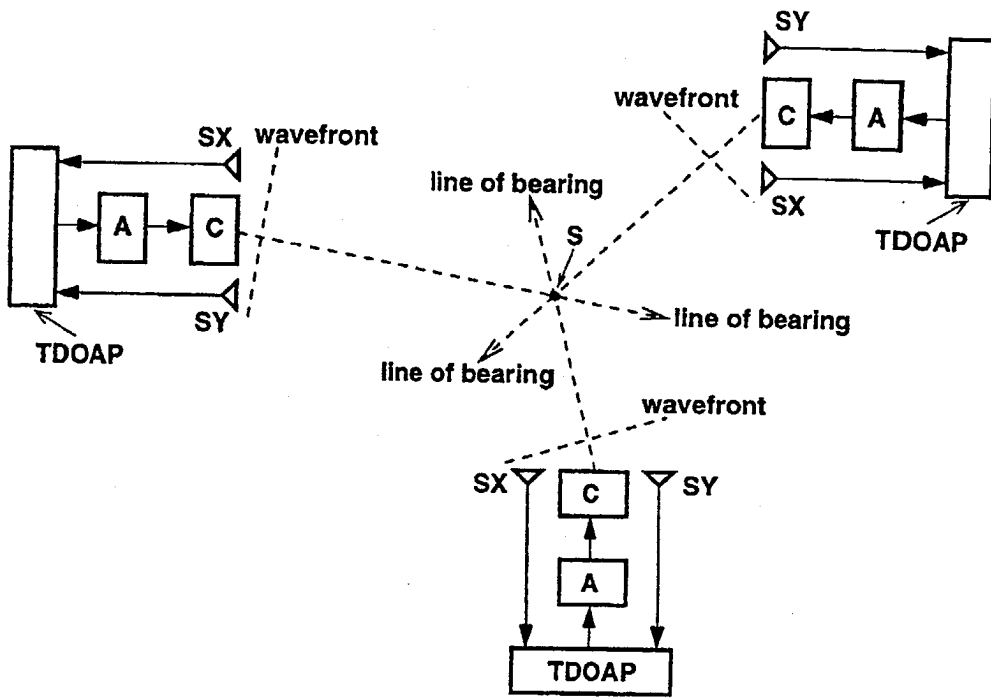 SY
wavefront
C
A
SX
wavefront
SX
line of bearing
TDOAP
A
C
S
SY
line of bearing
TDOAP
line of bearing
wavefront
SX
C
SY
A
TDOAP